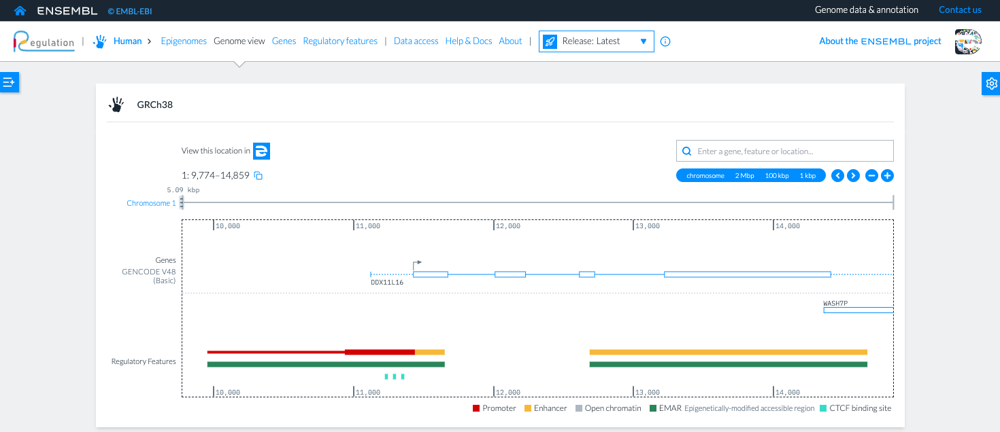 ENSEMBL © EMBL-EBI Genome data & annotation Contact us
Regulation | Human Epigenomes Genome view Genes Regulatory features | Data access Help & Docs About | Release: Latest About the ENSEMBL project
GRCh38
View this location in
Enter a gene, feature or location...
1: 9,774–14,859
chromosome 2 Mbp 100 kbp 1 kbp
5.09 kbp
Chromosome 1
10,000 11,000 12,000 13,000 14,000
Genes
GENCODE V48
(Basic)
DDX11L16
WASH7P
Regulatory Features
10,000 11,000 12,000 13,000 14,000
Promoter Enhancer Open chromatin EMAR Epigenetically-modified accessible region CTCF binding site